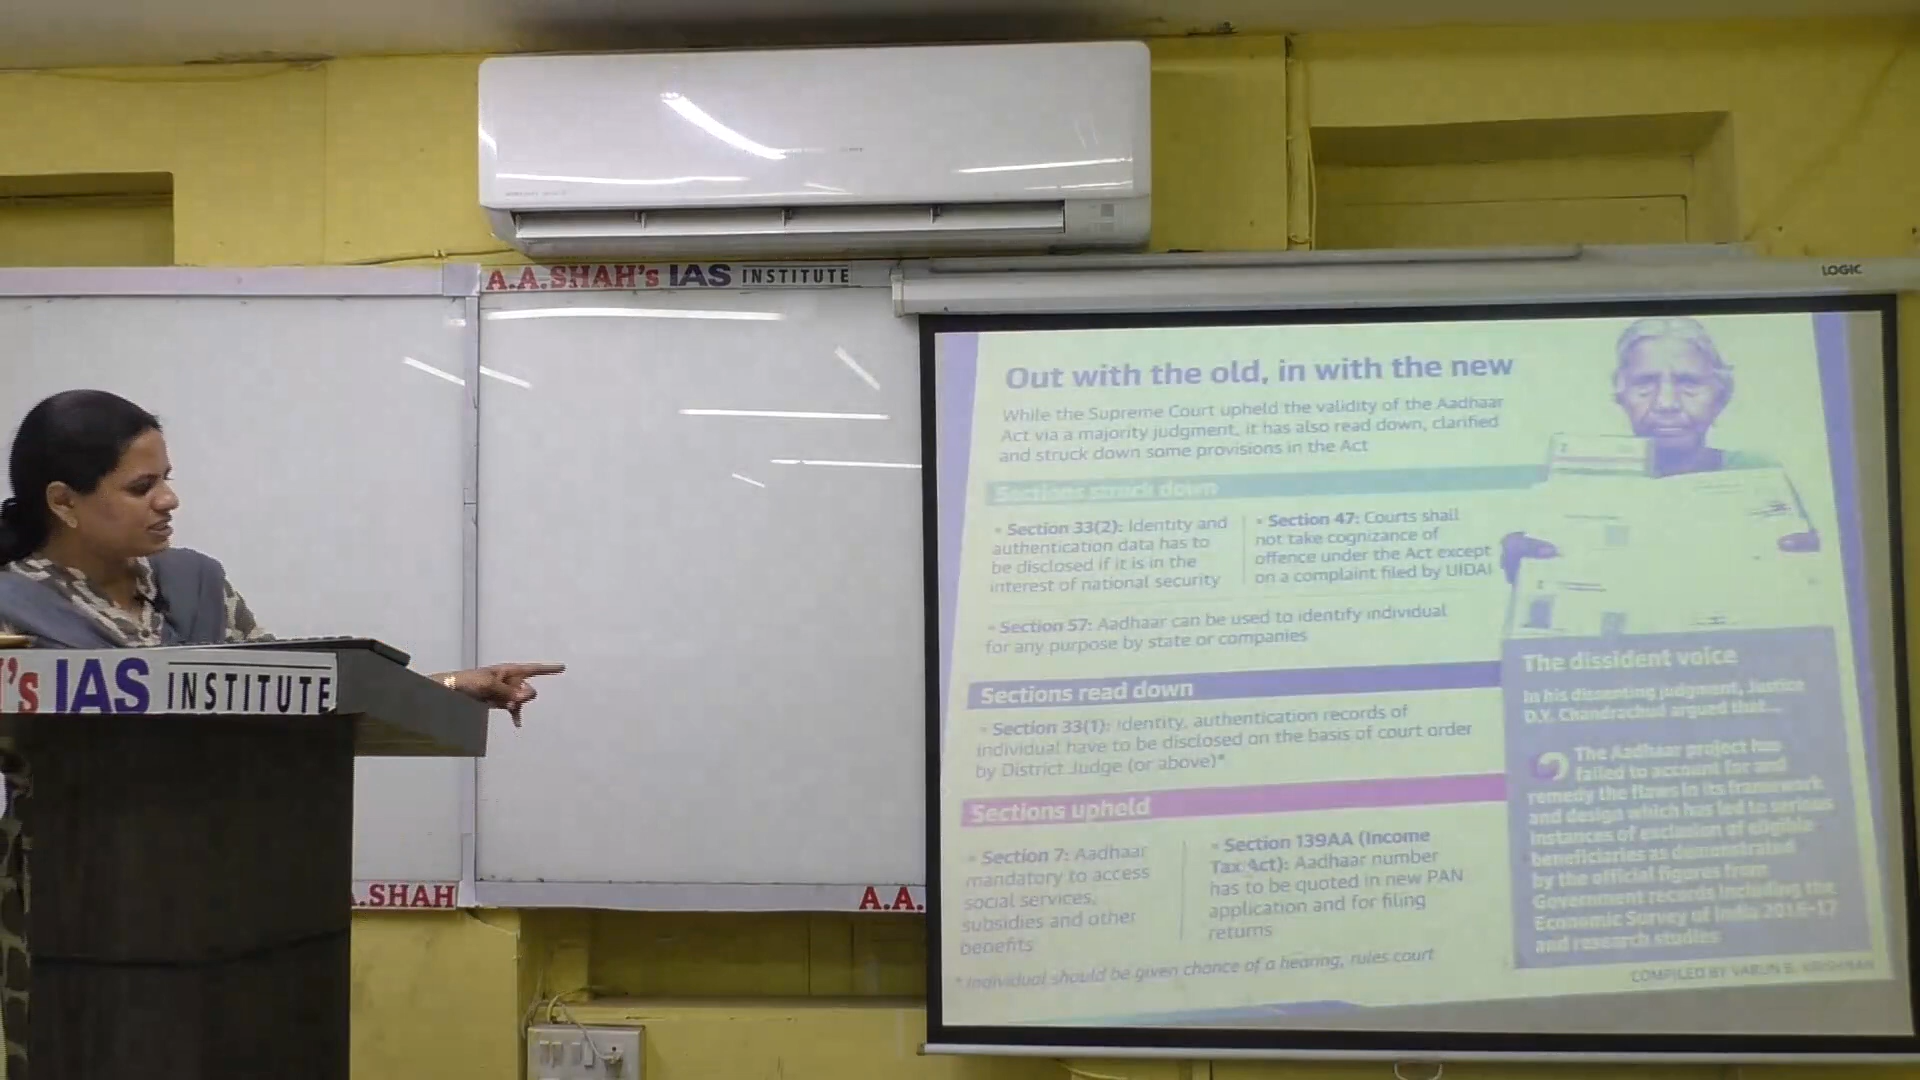 A.A.SHAH's IAS INSTITUTE
LOGIC
Out with the old, in with the new
While the Supreme Court upheld the validity of the Aadhaar
Act via a majority judgment, it has also read down, clarified
and struck down some provisions in the Act
Sections struck down
Section 33(2): Identity and
authentication data has to
be disclosed if it is in the
interest of national security
Section 47: Courts shall
not take cognizance of
offence under the Act except
on a complaint filed by UIDAI
Section 57: Aadhaar can be used to identify individual
for any purpose by state or companies
Sections read down
Section 33(1): Identity, authentication records of
individual have to be disclosed on the basis of court order
by District Judge (or above)*
Sections upheld
Section 7: Aadhaar
mandatory to access
social services,
subsidies and other
benefits
Section 139AA (Income
Tax Act): Aadhaar number
has to be quoted in new PAN
application and for filing
returns
* Individual should be given chance of a hearing, rules court
The dissident voice
In his dissenting judgment, Justice
D.Y. Chandrachud argued that...
The Aadhaar project has
failed to account for and
remedy the flaws in its framework
and design which has led to serious
instances of exclusion of eligible
beneficiaries as demonstrated
by the official figures from
Government records including the
Economic Survey of India 2016-17
and research studies
COMPILED BY VARUN B. KRISHNAN
's IAS INSTITUTE
.SHAH
A.A.